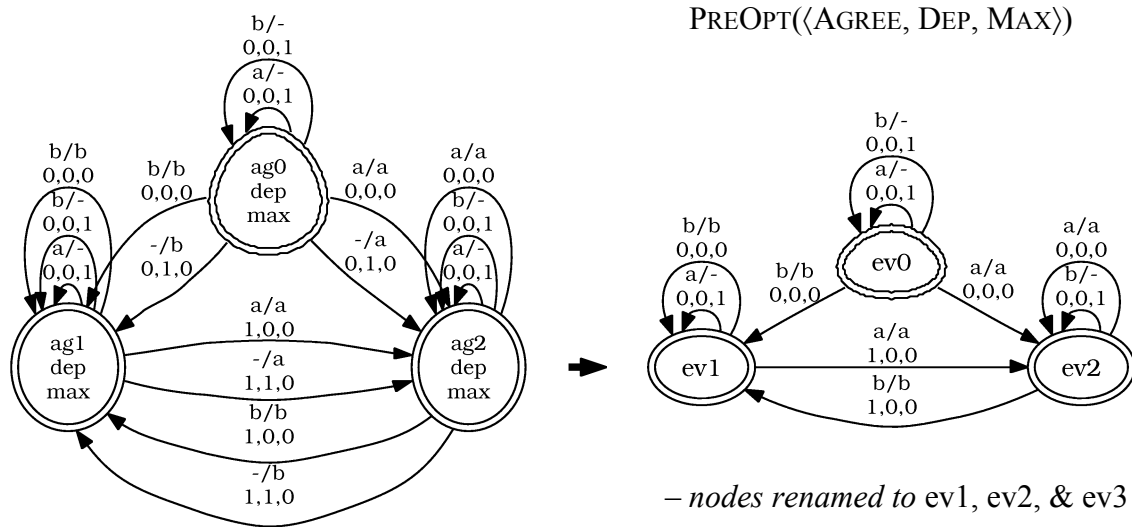 PREOPT(⟨AGREE, DEP, MAX⟩)
b/-
0,0,1
a/-
0,0,1
b/b
0,0,0
b/-
0,0,1
a/-
0,0,1
b/b
0,0,0
ag0
dep
max
a/a
0,0,0
a/a
0,0,0
b/-
0,0,1
a/-
0,0,1
-/b
0,1,0
-/a
0,1,0
ag1
dep
max
a/a
1,0,0
-/a
1,1,0
b/b
1,0,0
-/b
1,1,0
ag2
dep
max
b/-
0,0,1
a/-
0,0,1
b/b
0,0,0
a/-
0,0,1
b/b
0,0,0
ev0
a/a
0,0,0
a/a
0,0,0
b/-
0,0,1
ev1
a/a
1,0,0
b/b
1,0,0
ev2
– nodes renamed to ev1, ev2, & ev3